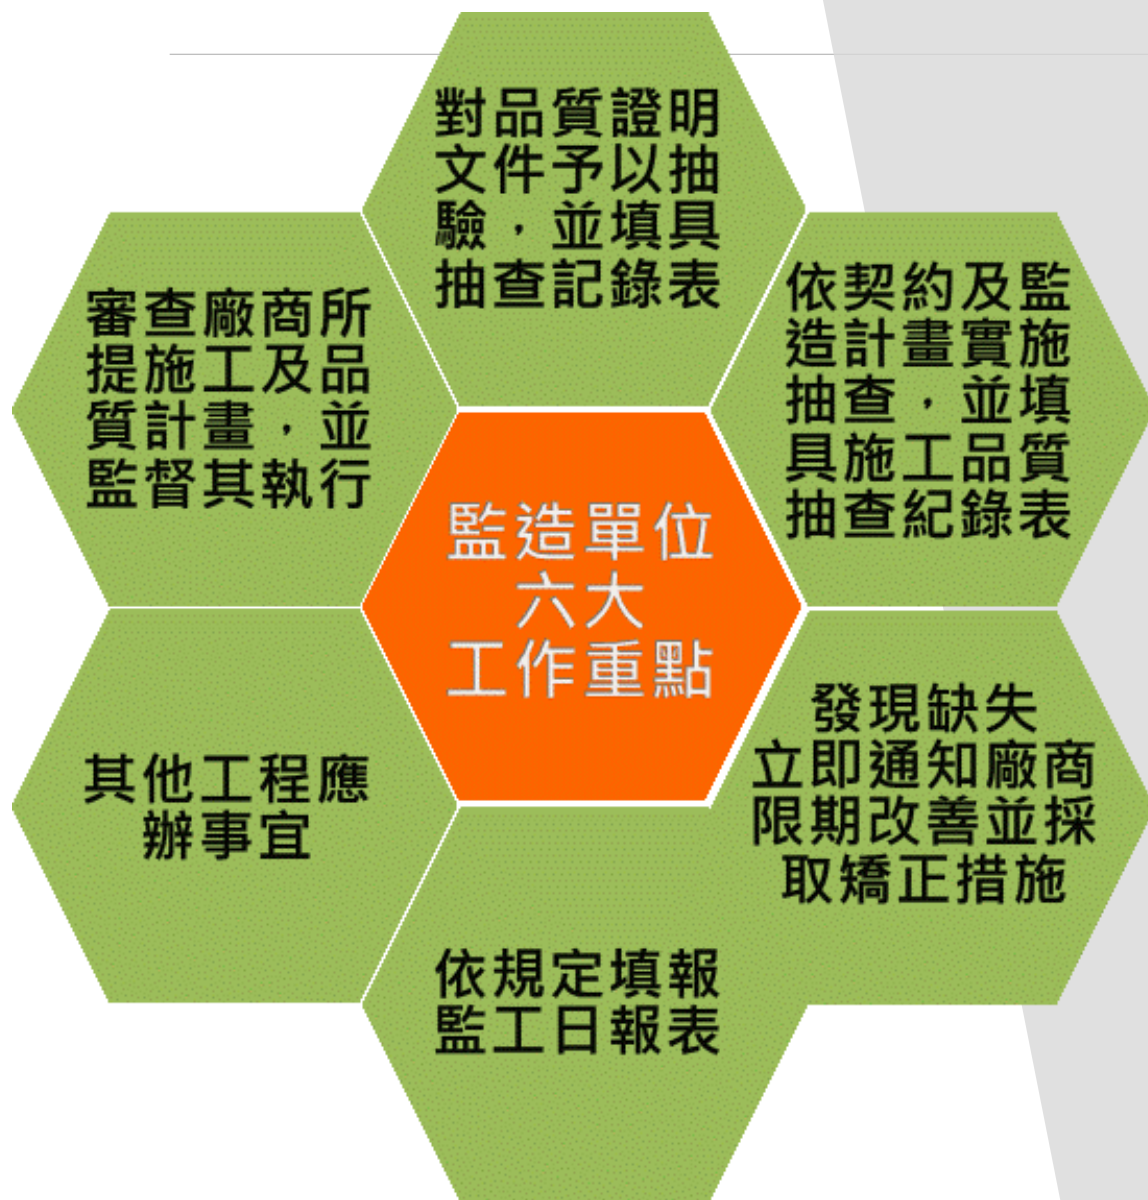 對品質證明
文件予以抽
驗，並填具
抽查記錄表
審查廠商所
提施工及品
質計畫，並
監督其執行
依契約及監
造計畫實施
抽查，並填
具施工品質
抽查紀錄表
監造單位
六大
工作重點
發現缺失
立即通知廠商
限期改善並採
取矯正措施
其他工程應
辦事宜
依規定填報
監工日報表